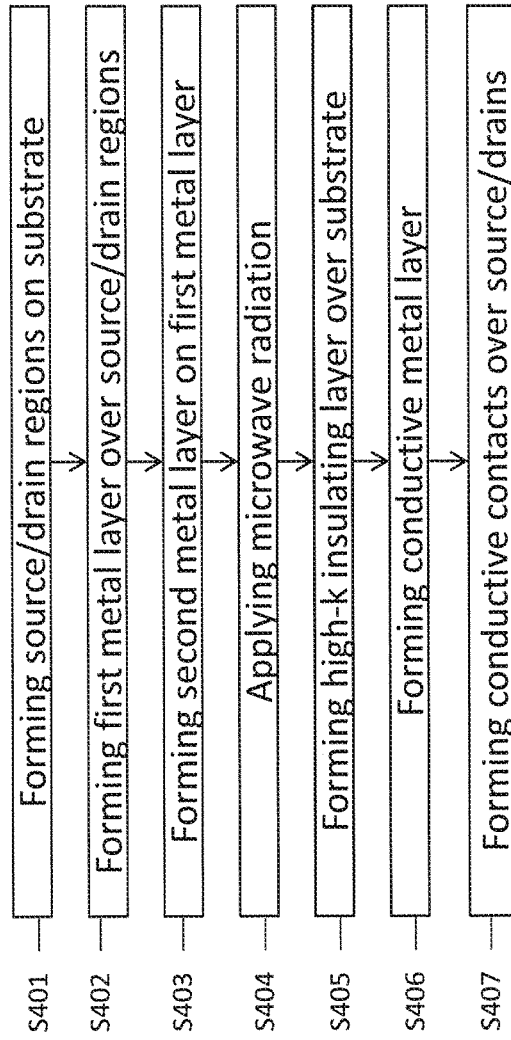 S401 Forming source/drain regions on substrate
S402 Forming first metal layer over source/drain regions
S403 Forming second metal layer on first metal layer
S404 Applying microwave radiation
S405 Forming high-k insulating layer over substrate
S406 Forming conductive metal layer
S407 Forming conductive contacts over source/drains